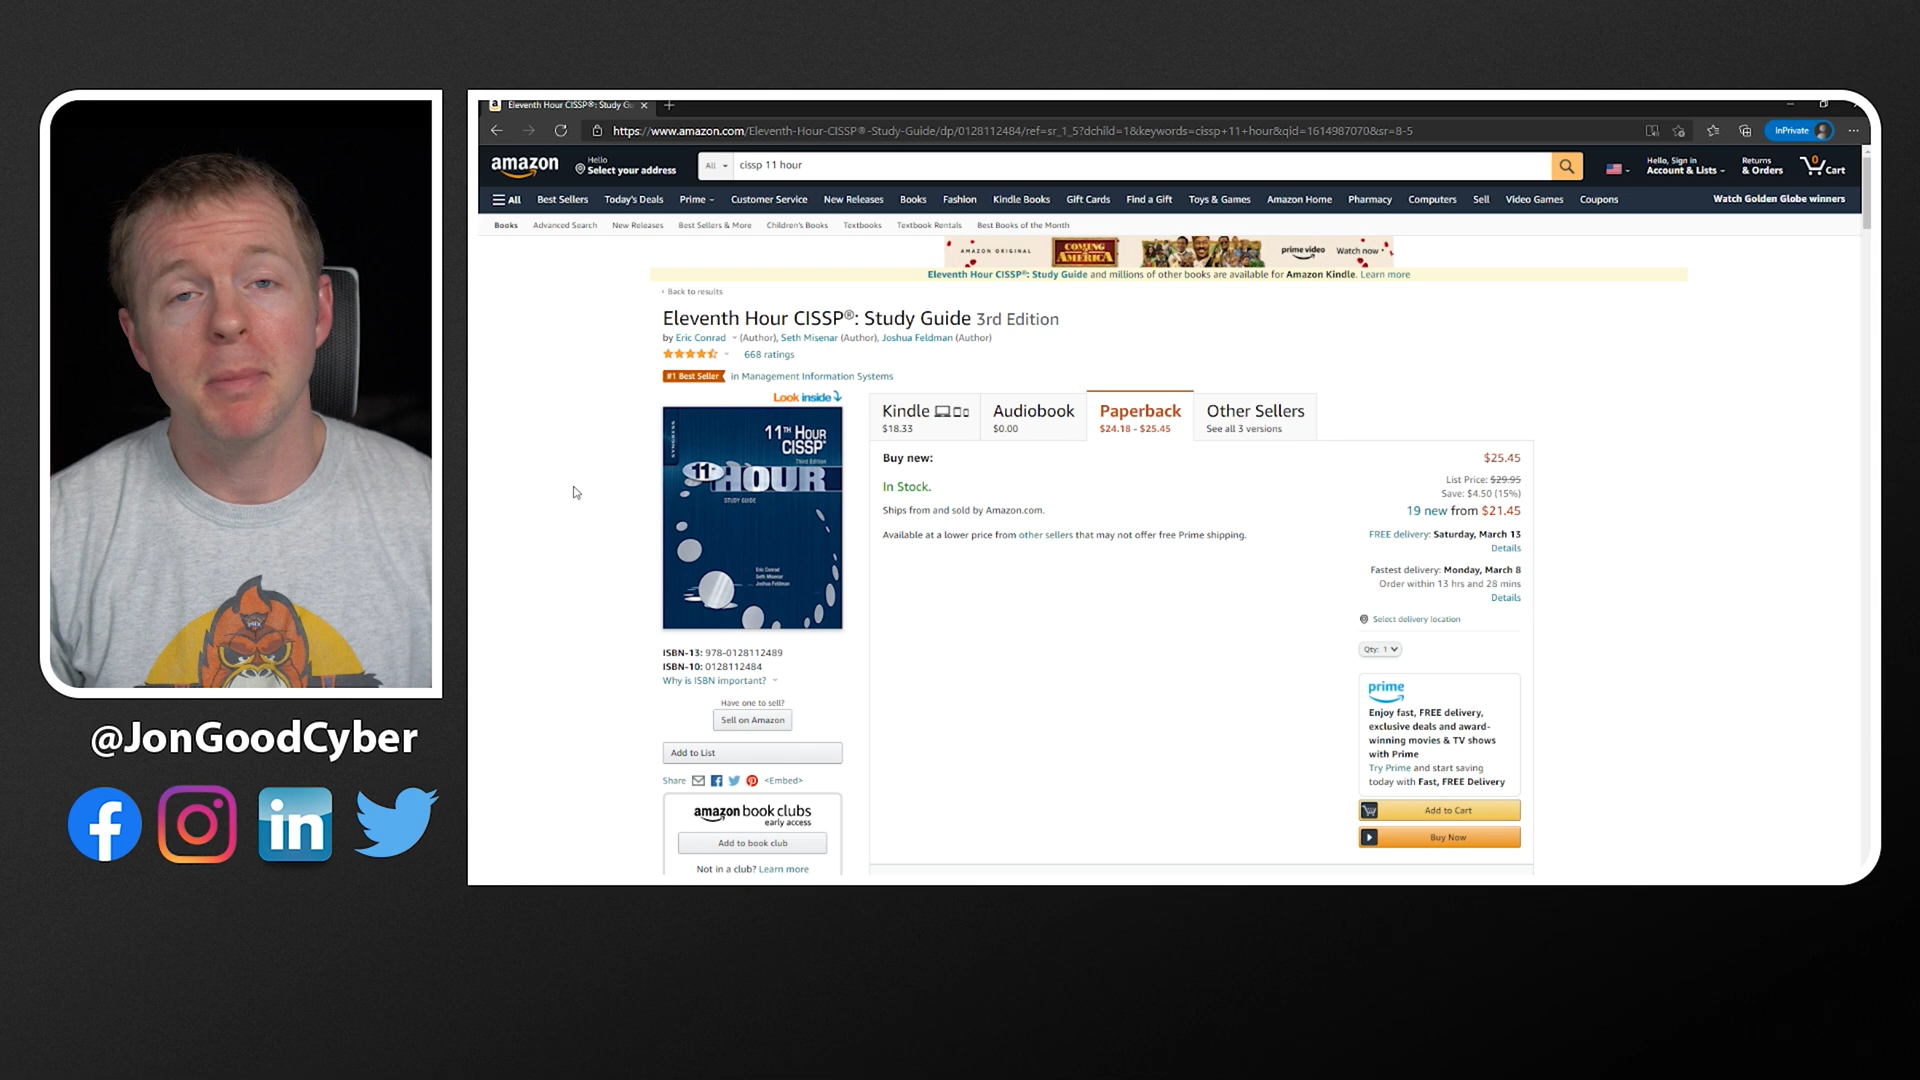 @JonGoodCyber
Eleventh Hour CISSP®: Study Gu
https://www.amazon.com/Eleventh-Hour-CISSP®-Study-Guide/dp/0128112484/ref=sr_1_5?dchild=1&keywords=cissp+11+hour&qid=1614987070&sr=8-5
InPrivate
amazon
Hello
Select your address
All
cissp 11 hour
Hello, Sign in
Account & Lists
Returns
& Orders
0
Cart
All Best Sellers Today's Deals Prime Customer Service New Releases Books Fashion Kindle Books Gift Cards Find a Gift Toys & Games Amazon Home Pharmacy Computers Sell Video Games Coupons Watch Golden Globe winners
Books Advanced Search New Releases Best Sellers & More Children's Books Textbooks Textbook Rentals Best Books of the Month
AMAZON ORIGINAL
COMING 2 AMERICA
prime video
Watch now
Eleventh Hour CISSP®: Study Guide and millions of other books are available for Amazon Kindle. Learn more
‹ Back to results
Eleventh Hour CISSP®: Study Guide 3rd Edition
by Eric Conrad (Author), Seth Misenar (Author), Joshua Feldman (Author)
668 ratings
#1 Best Seller in Management Information Systems
Look inside
SYNGRESS
11TH HOUR
CISSP®
Third Edition
11th HOUR
STUDY GUIDE
Eric Conrad
Seth Misenar
Joshua Feldman
Kindle
$18.33
Audiobook
$0.00
Paperback
$24.18 - $25.45
Other Sellers
See all 3 versions
Buy new:
$25.45
In Stock.
List Price: $29.95
Save: $4.50 (15%)
Ships from and sold by Amazon.com.
19 new from $21.45
Available at a lower price from other sellers that may not offer free Prime shipping.
FREE delivery: Saturday, March 13
Details
Fastest delivery: Monday, March 8
Order within 13 hrs and 28 mins
Details
Select delivery location
Qty: 1
prime
Enjoy fast, FREE delivery,
exclusive deals and award-
winning movies & TV shows
with Prime
Try Prime and start saving
today with Fast, FREE Delivery
Add to Cart
Buy Now
ISBN-13: 978-0128112489
ISBN-10: 0128112484
Why is ISBN important?
Have one to sell?
Sell on Amazon
Add to List
Share <Embed>
amazon book clubs
early access
Add to book club
Not in a club? Learn more